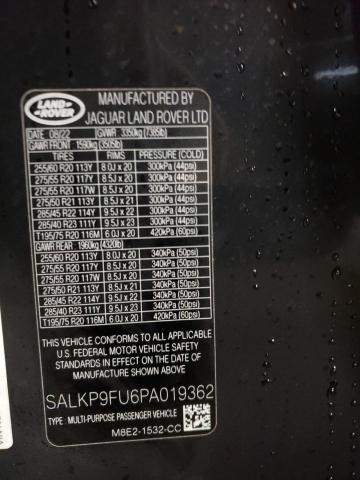 LAND-
-ROVER
MANUFACTURED BY
JAGUAR LAND ROVER LTD
DATE 08/22 GVWR 3350kg (7385lb)
GAWR FRONT 1590kg (3505lb)
TIRES RIMS PRESSURE (COLD)
255/60 R20 113Y 8.0J x 20 300kPa (44psi)
275/55 R20 117Y 8.5J x 20 300kPa (44psi)
275/55 R20 117W 8.5J x 20 300kPa (44psi)
275/50 R21 113Y 8.5J x 21 300kPa (44psi)
285/45 R22 114Y 9.5J x 22 300kPa (44psi)
285/40 R23 111Y 9.5J x 23 300kPa (44psi)
T195/75 R20 116M 6.0J x 20 420kPa (60psi)
GAWR REAR 1960kg (4320lb)
255/60 R20 113Y 8.0J x 20 340kPa (50psi)
275/55 R20 117Y 8.5J x 20 340kPa (50psi)
275/55 R20 117W 8.5J x 20 340kPa (50psi)
275/50 R21 113Y 8.5J x 21 340kPa (50psi)
285/45 R22 114Y 9.5J x 22 340kPa (50psi)
285/40 R23 111Y 9.5J x 23 340kPa (50psi)
T195/75 R20 116M 6.0J x 20 420kPa (60psi)
THIS VEHICLE CONFORMS TO ALL APPLICABLE
U.S. FEDERAL MOTOR VEHICLE SAFETY
STANDARDS IN EFFECT ON THE DATE OF
MANUFACTURE SHOWN ABOVE
SALKP9FU6PA019362
TYPE : MULTI-PURPOSE PASSENGER VEHICLE
M8E2-1532-CC